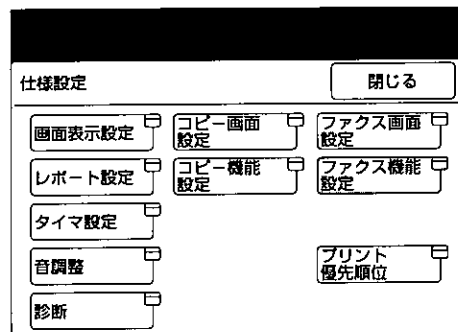 仕様設定
閉じる
画面表示設定
コピー画面
設定
ファクス画面
設定
レポート設定
コピー機能
設定
ファクス機能
設定
タイマ設定
音調整
プリント
優先順位
診断